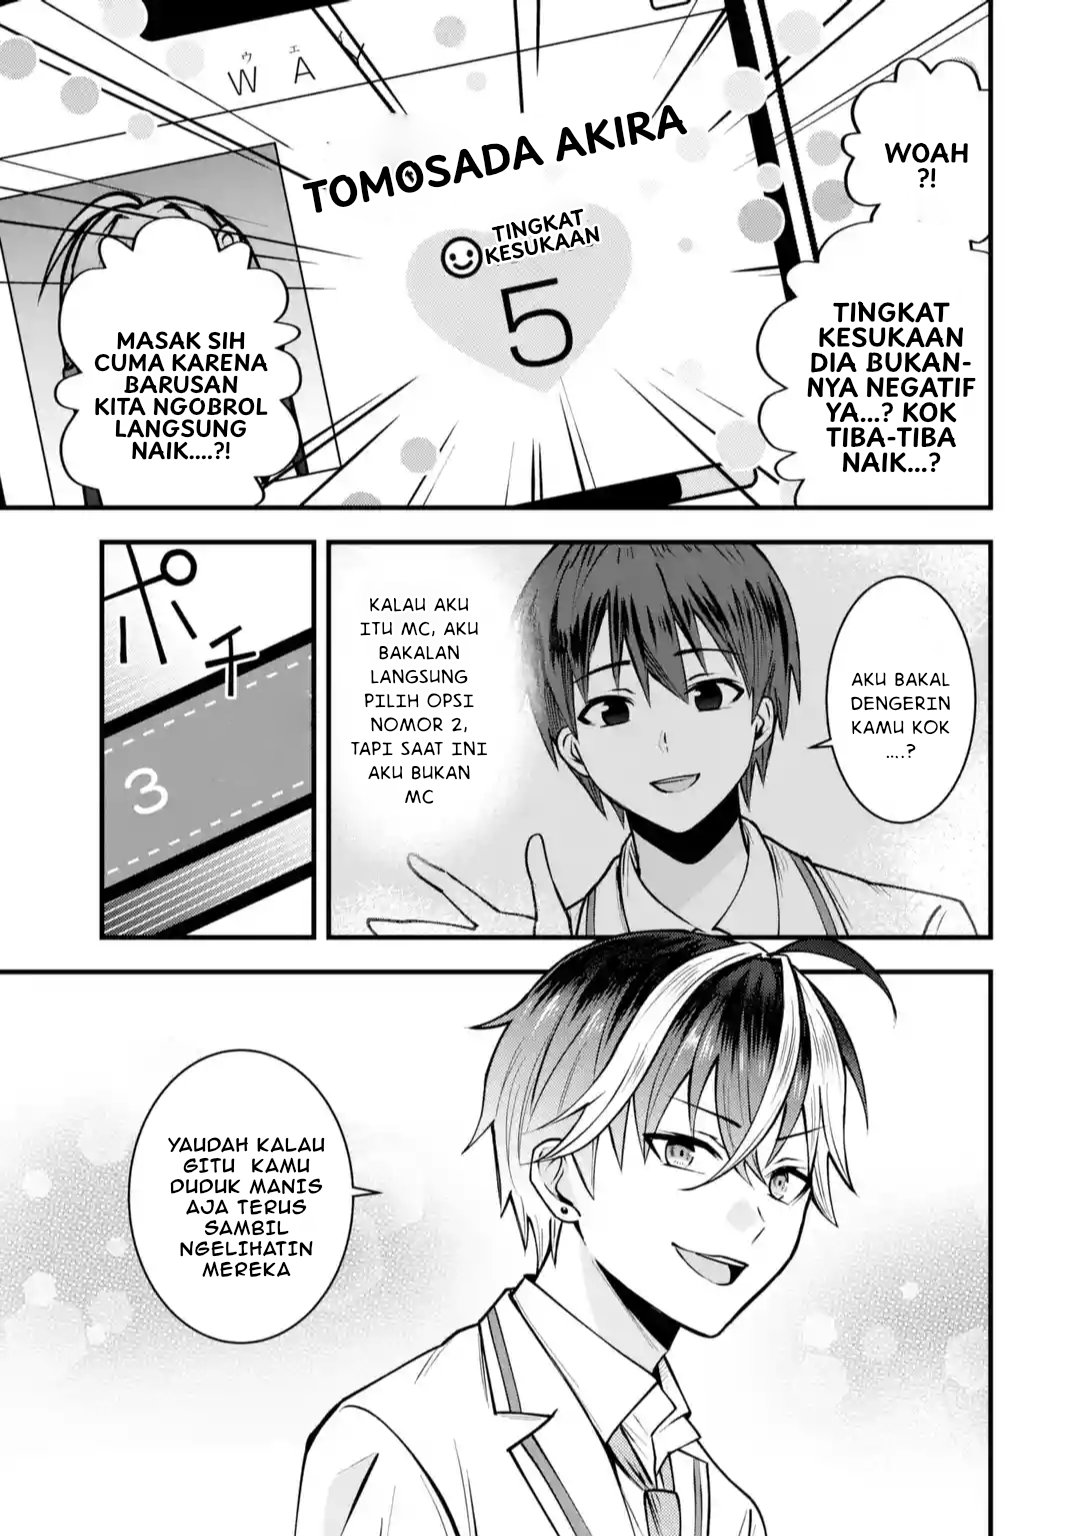 ウェイ
WAY
WOAH
?!
TOMOSADA AKIRA
TINGKAT
KESUKAAN
5
TINGKAT
KESUKAAN
DIA BUKAN-
NYA NEGATIF
YA...? KOK
TIBA-TIBA
NAIK...?
MASAK SIH
CUMA KARENA
BARUSAN
KITA NGOBROL
LANGSUNG
NAIK....?!
AKU BAKAL
DENGERIN
KAMU KOK
....?
KALAU AKU
ITU MC, AKU
BAKALAN
LANGSUNG
PILIH OPSI
NOMOR 2,
TAPI SAAT INI
AKU BUKAN
MC
ポチ
3
YAUDAH KALAU
GITU KAMU
DUDUK MANIS
AJA TERUS
SAMBIL
NGELIHATIN
MEREKA